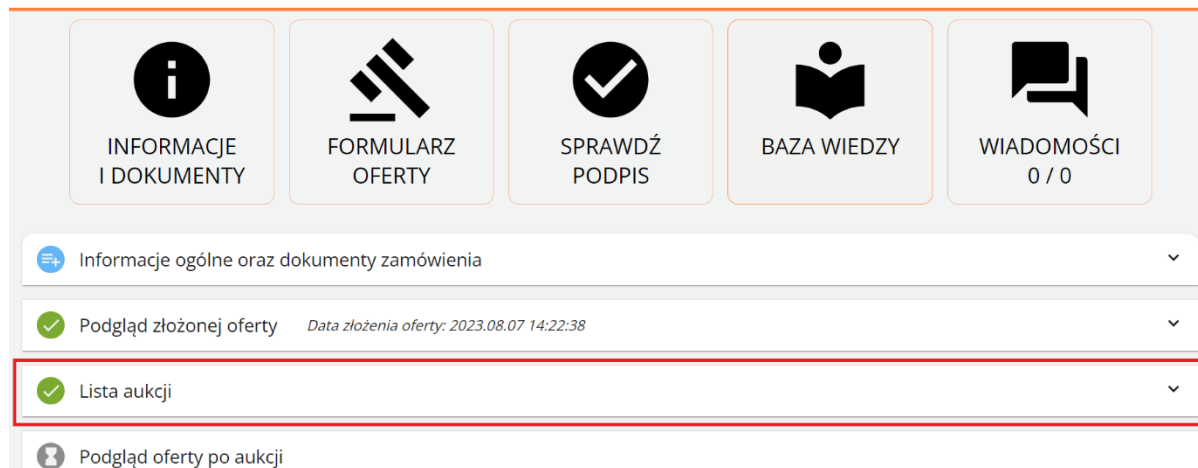 INFORMACJE
I DOKUMENTY
FORMULARZ
OFERTY
SPRAWDŹ
PODPIS
BAZA WIEDZY
WIADOMOŚCI
0 / 0
Informacje ogólne oraz dokumenty zamówienia
Podgląd złożonej oferty Data złożenia oferty: 2023.08.07 14:22:38
Lista aukcji
Podgląd oferty po aukcji